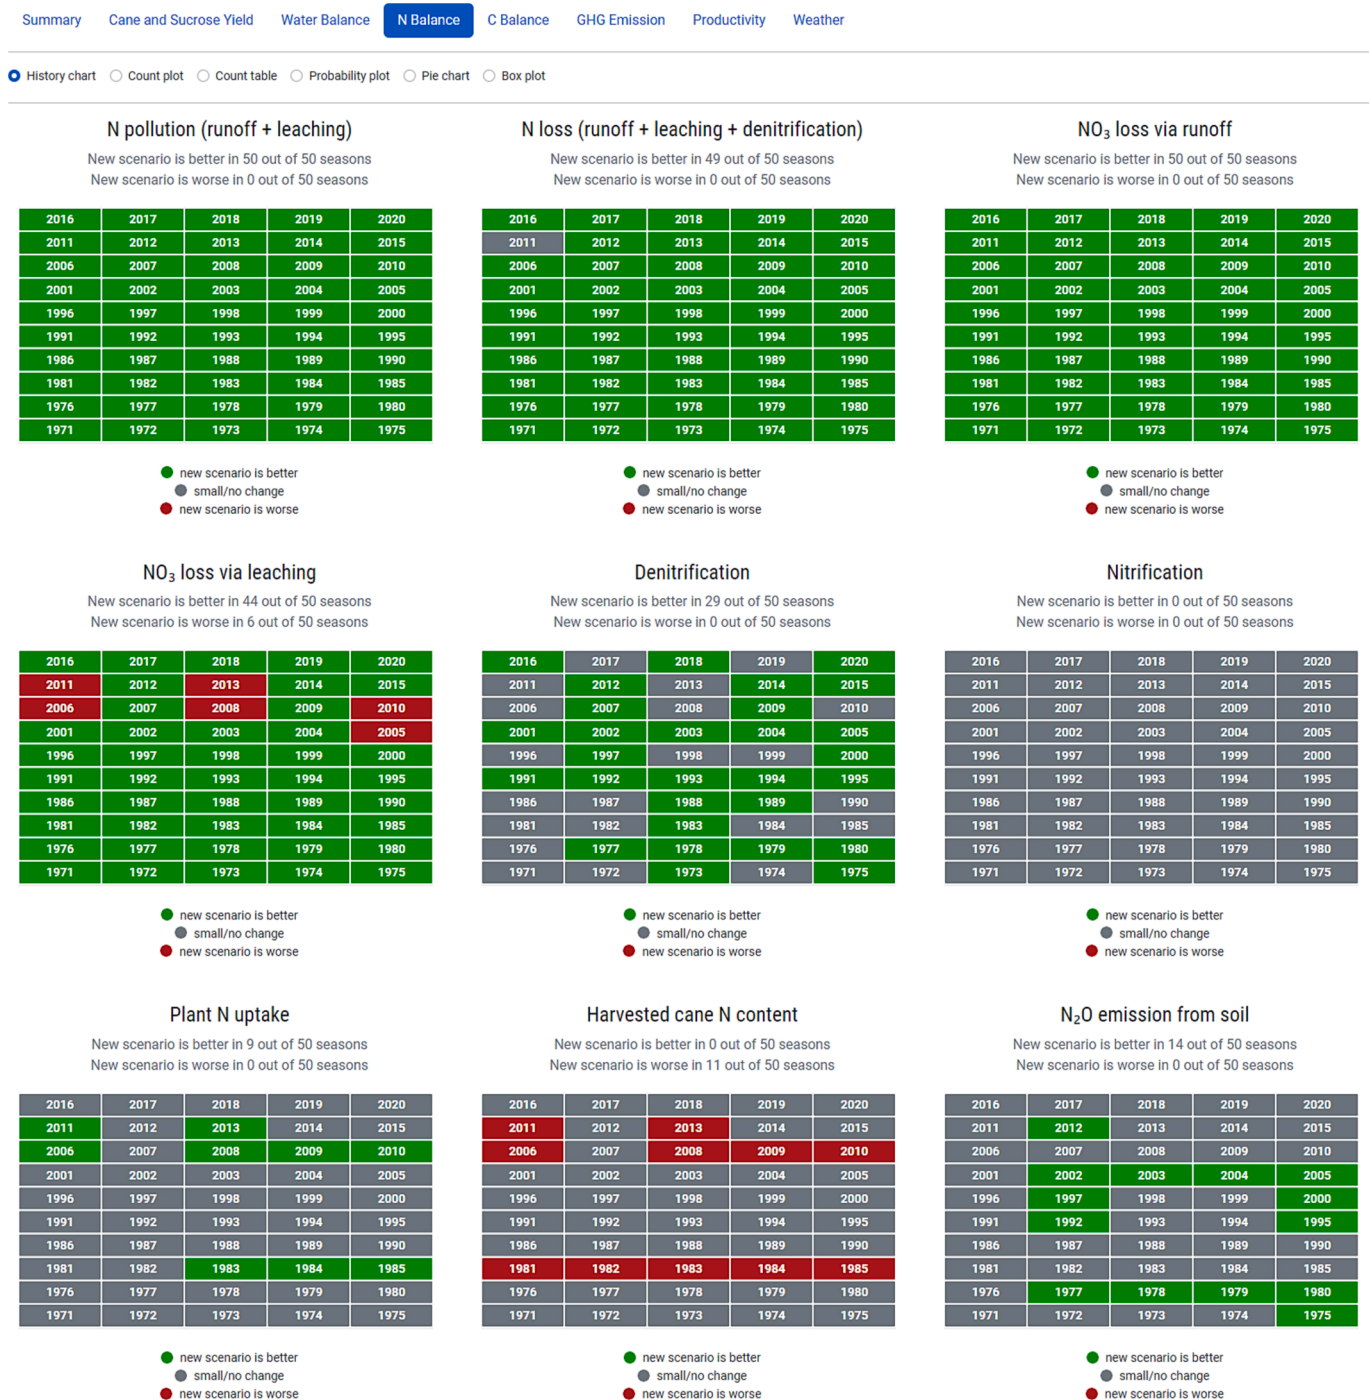 Summary Cane and Sucrose Yield Water Balance N Balance C Balance GHG Emission Productivity Weather
History chart Count plot Count table Probability plot Pie chart Box plot
N pollution (runoff + leaching)
New scenario is better in 50 out of 50 seasons
New scenario is worse in 0 out of 50 seasons
2016 2017 2018 2019 2020
2011 2012 2013 2014 2015
2006 2007 2008 2009 2010
2001 2002 2003 2004 2005
1996 1997 1998 1999 2000
1991 1992 1993 1994 1995
1986 1987 1988 1989 1990
1981 1982 1983 1984 1985
1976 1977 1978 1979 1980
1971 1972 1973 1974 1975
new scenario is better
small/no change
new scenario is worse
N loss (runoff + leaching + denitrification)
New scenario is better in 49 out of 50 seasons
New scenario is worse in 0 out of 50 seasons
2016 2017 2018 2019 2020
2011 2012 2013 2014 2015
2006 2007 2008 2009 2010
2001 2002 2003 2004 2005
1996 1997 1998 1999 2000
1991 1992 1993 1994 1995
1986 1987 1988 1989 1990
1981 1982 1983 1984 1985
1976 1977 1978 1979 1980
1971 1972 1973 1974 1975
new scenario is better
small/no change
new scenario is worse
NO₃ loss via runoff
New scenario is better in 50 out of 50 seasons
New scenario is worse in 0 out of 50 seasons
2016 2017 2018 2019 2020
2011 2012 2013 2014 2015
2006 2007 2008 2009 2010
2001 2002 2003 2004 2005
1996 1997 1998 1999 2000
1991 1992 1993 1994 1995
1986 1987 1988 1989 1990
1981 1982 1983 1984 1985
1976 1977 1978 1979 1980
1971 1972 1973 1974 1975
new scenario is better
small/no change
new scenario is worse
NO₃ loss via leaching
New scenario is better in 44 out of 50 seasons
New scenario is worse in 6 out of 50 seasons
2016 2017 2018 2019 2020
2011 2012 2013 2014 2015
2006 2007 2008 2009 2010
2001 2002 2003 2004 2005
1996 1997 1998 1999 2000
1991 1992 1993 1994 1995
1986 1987 1988 1989 1990
1981 1982 1983 1984 1985
1976 1977 1978 1979 1980
1971 1972 1973 1974 1975
new scenario is better
small/no change
new scenario is worse
Denitrification
New scenario is better in 29 out of 50 seasons
New scenario is worse in 0 out of 50 seasons
2016 2017 2018 2019 2020
2011 2012 2013 2014 2015
2006 2007 2008 2009 2010
2001 2002 2003 2004 2005
1996 1997 1998 1999 2000
1991 1992 1993 1994 1995
1986 1987 1988 1989 1990
1981 1982 1983 1984 1985
1976 1977 1978 1979 1980
1971 1972 1973 1974 1975
new scenario is better
small/no change
new scenario is worse
Nitrification
New scenario is better in 0 out of 50 seasons
New scenario is worse in 0 out of 50 seasons
2016 2017 2018 2019 2020
2011 2012 2013 2014 2015
2006 2007 2008 2009 2010
2001 2002 2003 2004 2005
1996 1997 1998 1999 2000
1991 1992 1993 1994 1995
1986 1987 1988 1989 1990
1981 1982 1983 1984 1985
1976 1977 1978 1979 1980
1971 1972 1973 1974 1975
new scenario is better
small/no change
new scenario is worse
Plant N uptake
New scenario is better in 9 out of 50 seasons
New scenario is worse in 0 out of 50 seasons
2016 2017 2018 2019 2020
2011 2012 2013 2014 2015
2006 2007 2008 2009 2010
2001 2002 2003 2004 2005
1996 1997 1998 1999 2000
1991 1992 1993 1994 1995
1986 1987 1988 1989 1990
1981 1982 1983 1984 1985
1976 1977 1978 1979 1980
1971 1972 1973 1974 1975
new scenario is better
small/no change
new scenario is worse
Harvested cane N content
New scenario is better in 0 out of 50 seasons
New scenario is worse in 11 out of 50 seasons
2016 2017 2018 2019 2020
2011 2012 2013 2014 2015
2006 2007 2008 2009 2010
2001 2002 2003 2004 2005
1996 1997 1998 1999 2000
1991 1992 1993 1994 1995
1986 1987 1988 1989 1990
1981 1982 1983 1984 1985
1976 1977 1978 1979 1980
1971 1972 1973 1974 1975
new scenario is better
small/no change
new scenario is worse
N₂O emission from soil
New scenario is better in 14 out of 50 seasons
New scenario is worse in 0 out of 50 seasons
2016 2017 2018 2019 2020
2011 2012 2013 2014 2015
2006 2007 2008 2009 2010
2001 2002 2003 2004 2005
1996 1997 1998 1999 2000
1991 1992 1993 1994 1995
1986 1987 1988 1989 1990
1981 1982 1983 1984 1985
1976 1977 1978 1979 1980
1971 1972 1973 1974 1975
new scenario is better
small/no change
new scenario is worse